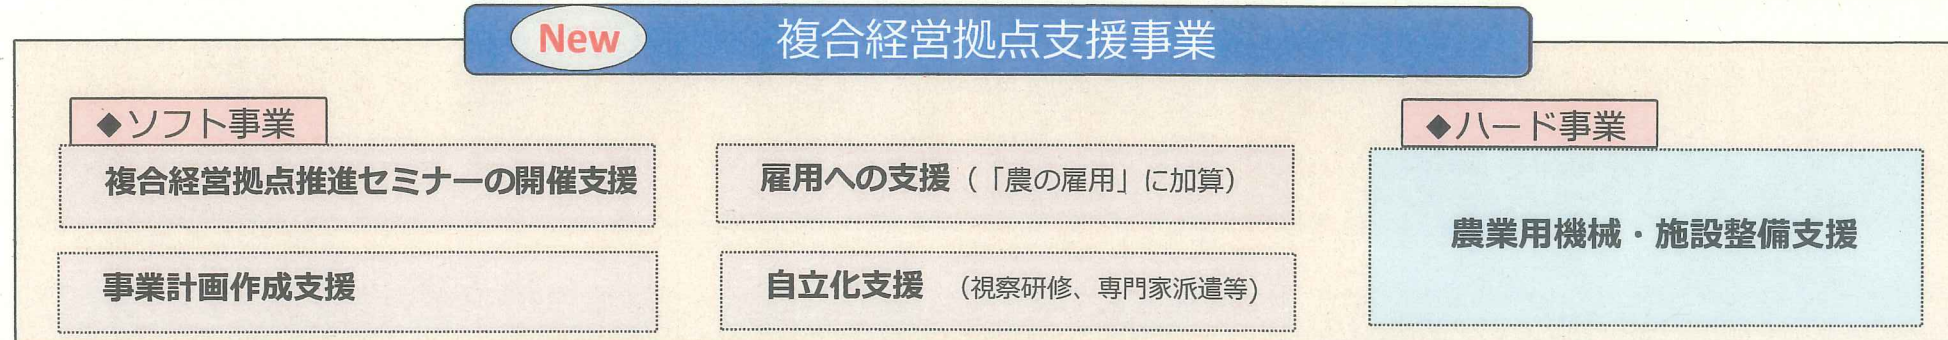 New 複合経営拠点支援事業
◆ソフト事業
複合経営拠点推進セミナーの開催支援
事業計画作成支援
雇用への支援（「農の雇用」に加算）
自立化支援 （視察研修、専門家派遣等)
◆ハード事業
農業用機械・施設整備支援